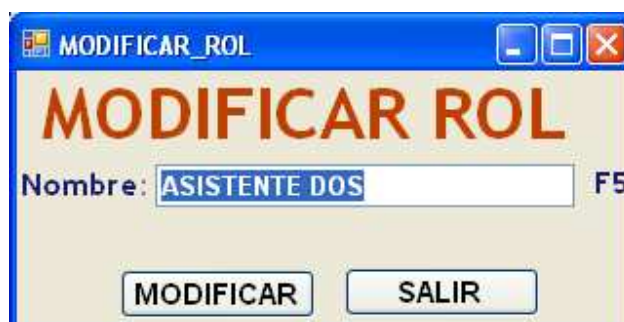 MODIFICAR_ROL
MODIFICAR ROL
Nombre: ASISTENTE DOS F5
MODIFICAR SALIR